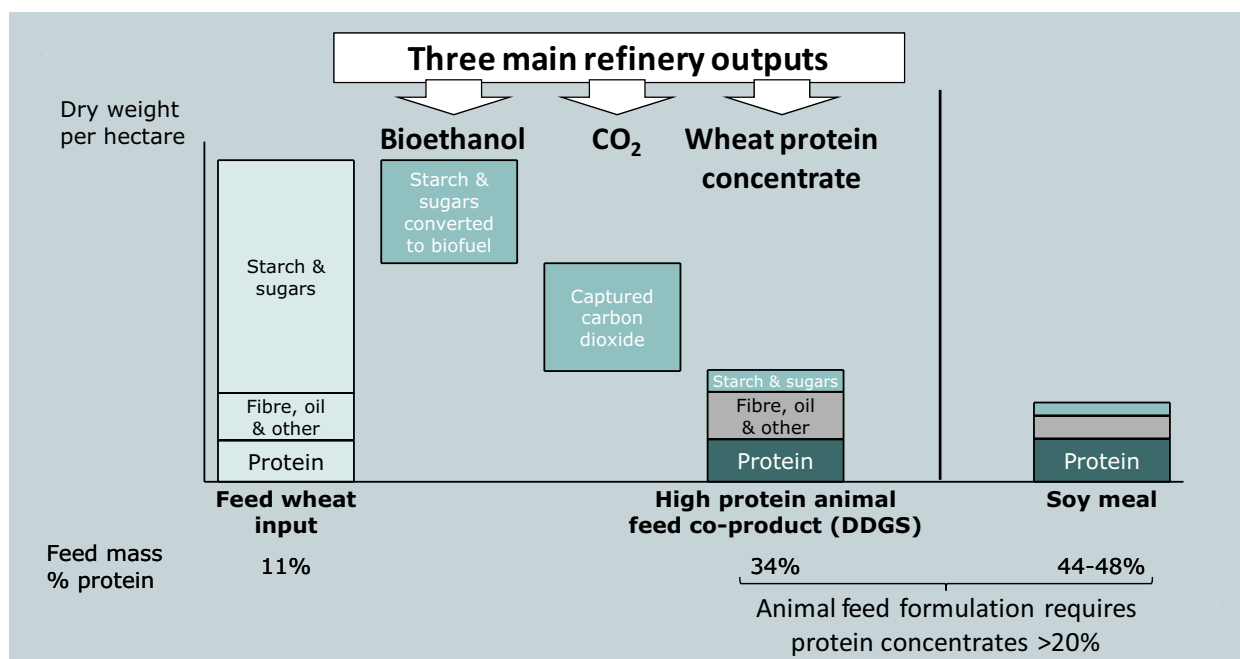 Three main refinery outputs
Dry weight
per hectare
Bioethanol
CO₂
Wheat protein
concentrate
Starch &
sugars
converted
to biofuel
Starch &
sugars
Captured
carbon
dioxide
Starch & sugars
Fibre, oil
& other
Fibre, oil
& other
Protein
Protein
Protein
Feed wheat
input
High protein animal
feed co-product (DDGS)
Soy meal
Feed mass
% protein
11%
34%
44-48%
Animal feed formulation requires
protein concentrates >20%